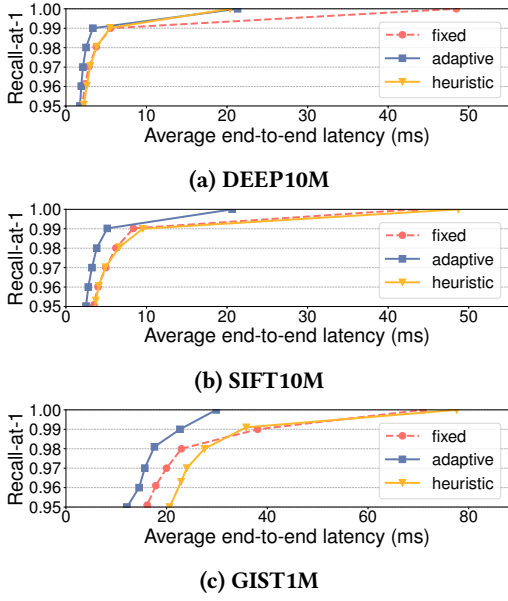 1.00
0.99
0.98
0.97
0.96
0.95
Recall-at-1
fixed
adaptive
heuristic
0 10 20 30 40 50
Average end-to-end latency (ms)
(a) DEEP10M
1.00
0.99
0.98
0.97
0.96
0.95
Recall-at-1
fixed
adaptive
heuristic
0 10 20 30 40 50
Average end-to-end latency (ms)
(b) SIFT10M
1.00
0.99
0.98
0.97
0.96
0.95
Recall-at-1
fixed
adaptive
heuristic
0 20 40 60 80
Average end-to-end latency (ms)
(c) GIST1M